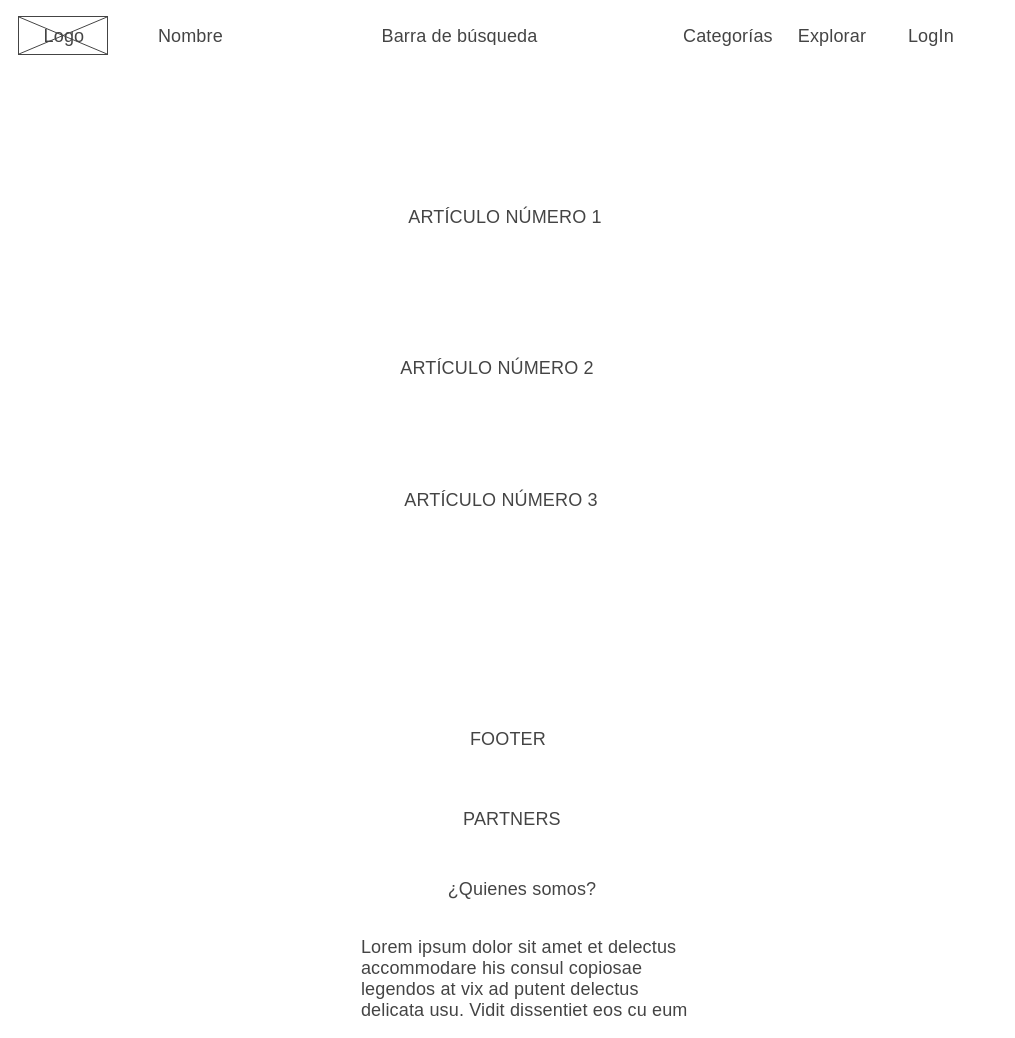 Logo Nombre Barra de búsqueda Categorías Explorar LogIn
ARTÍCULO NÚMERO 1
ARTÍCULO NÚMERO 2
ARTÍCULO NÚMERO 3
FOOTER
PARTNERS
¿Quienes somos?
Lorem ipsum dolor sit amet et delectus
accommodare his consul copiosae
legendos at vix ad putent delectus
delicata usu. Vidit dissentiet eos cu eum